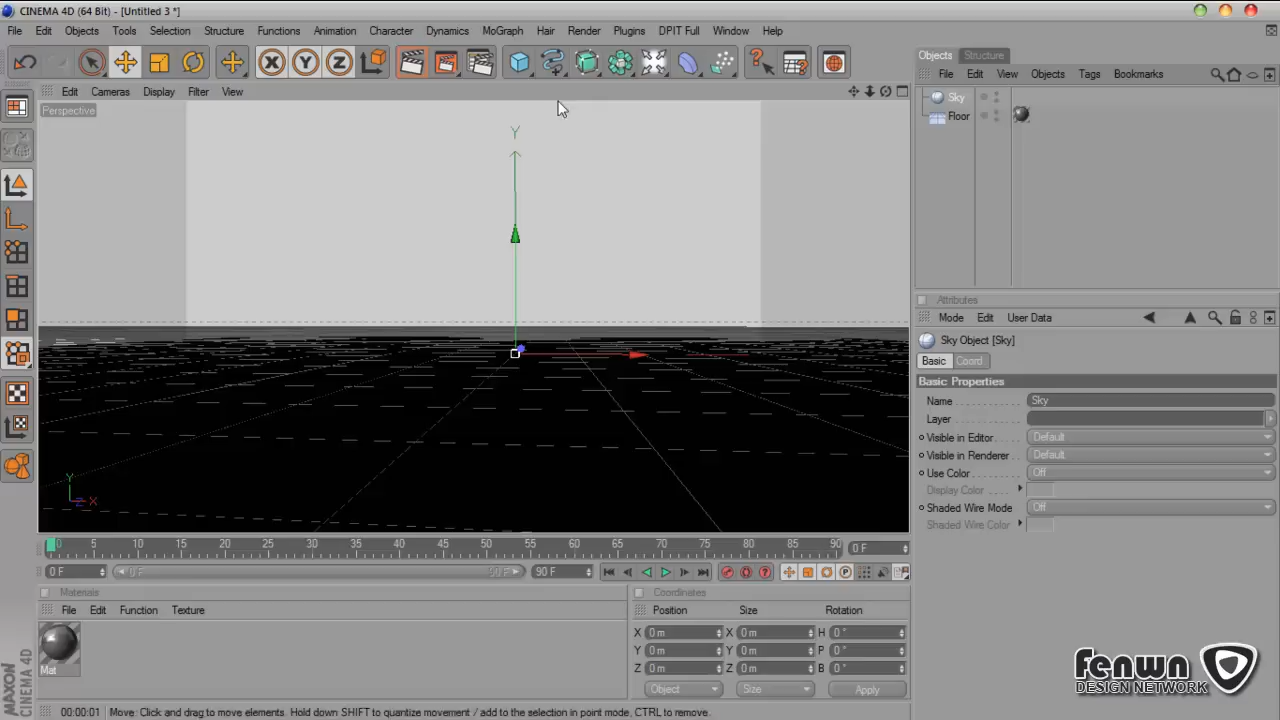 CINEMA 4D (64 Bit) - [Untitled 3 *]
File Edit Objects Tools Selection Structure Functions Animation Character Dynamics MoGraph Hair Render Plugins DPIT Full Window Help
X Y Z
Objects Structure
File Edit View Objects Tags Bookmarks
Edit Cameras Display Filter View
Perspective
Sky
Floor
Y
Attributes
Mode Edit User Data
Sky Object [Sky]
Basic Coord
Basic Properties
Name Sky
Layer
Visible in Editor Default
Visible in Renderer Default
Use Color Off
Display Color
Shaded Wire Mode Off
Shaded Wire Color
Y
Z X
0 5 10 15 20 25 30 35 40 45 50 55 60 65 70 75 80 85 90 0 F
0 F 0 F 90 F 90 F
Materials
File Edit Function Texture
Mat
Coordinates
Position Size Rotation
X 0 m X 0 m H 0 °
Y 0 m Y 0 m P 0 °
Z 0 m Z 0 m B 0 °
Object Size Apply
MAXON
CINEMA 4D
fenwn
DESIGN NETWORK
00:00:01 Move: Click and drag to move elements. Hold down SHIFT to quantize movement / add to the selection in point mode, CTRL to remove.